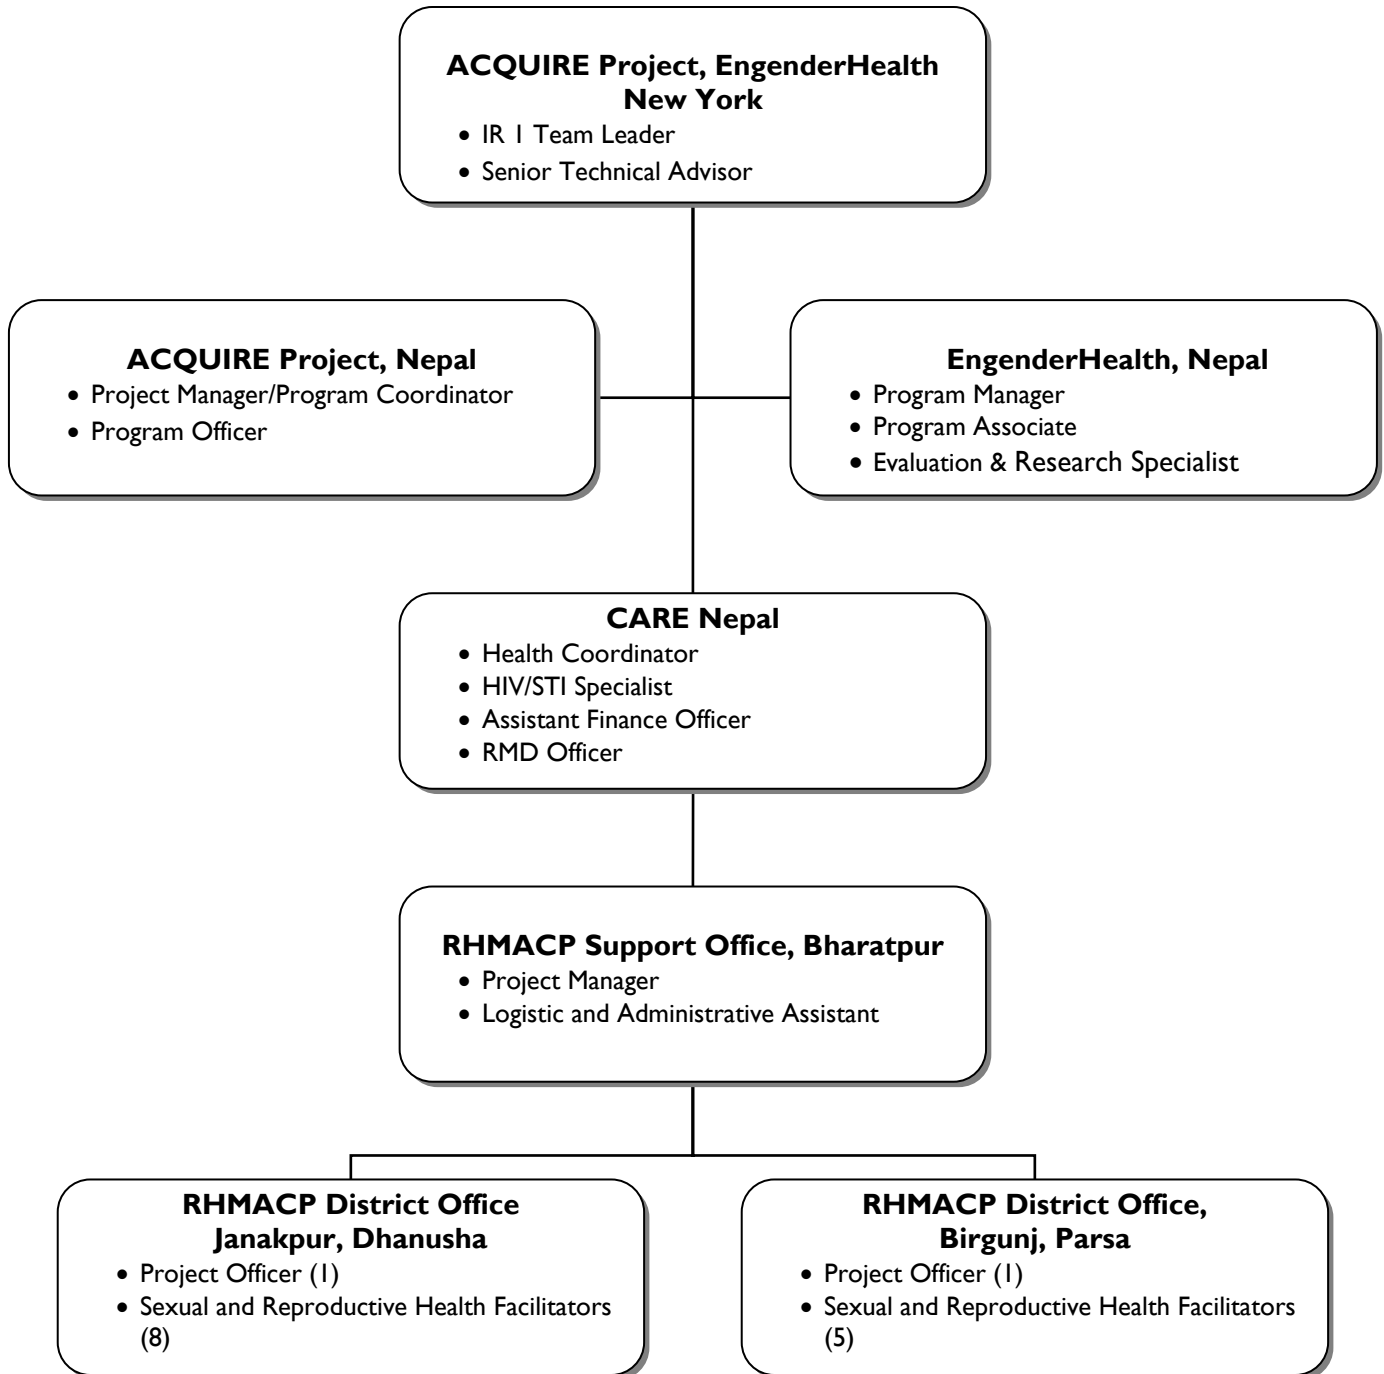 ACQUIRE Project, EngenderHealth
New York
• IR 1 Team Leader
• Senior Technical Advisor
ACQUIRE Project, Nepal
• Project Manager/Program Coordinator
• Program Officer
EngenderHealth, Nepal
• Program Manager
• Program Associate
• Evaluation & Research Specialist
CARE Nepal
• Health Coordinator
• HIV/STI Specialist
• Assistant Finance Officer
• RMD Officer
RHMACP Support Office, Bharatpur
• Project Manager
• Logistic and Administrative Assistant
RHMACP District Office
Janakpur, Dhanusha
• Project Officer (1)
• Sexual and Reproductive Health Facilitators
(8)
RHMACP District Office,
Birgunj, Parsa
• Project Officer (1)
• Sexual and Reproductive Health Facilitators
(5)